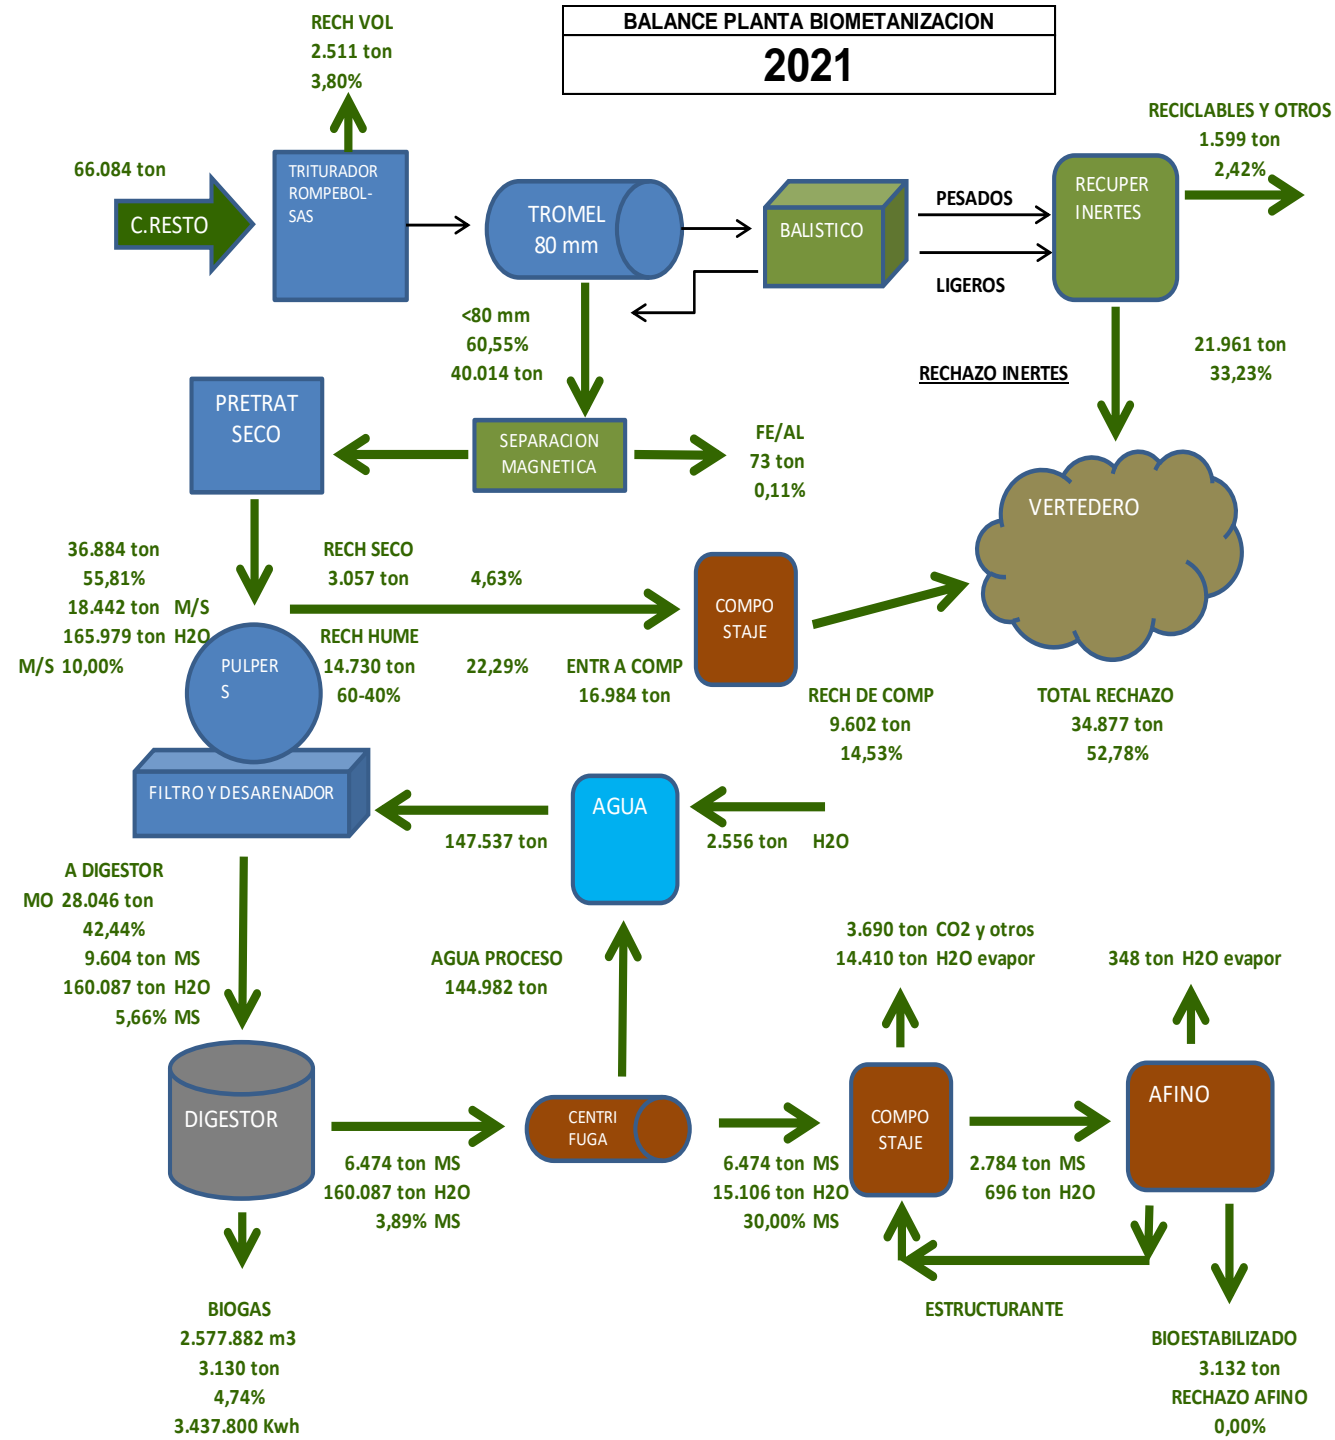 BALANCE PLANTA BIOMETANIZACION
2021
RECH VOL
2.511 ton
3,80%
RECICLABLES Y OTROS
1.599 ton
2,42%
66.084 ton
C.RESTO
TRITURADOR
ROMPEBOL-
SAS
TROMEL
80 mm
BALISTICO
PESADOS
LIGEROS
RECUPER
INERTES
<80 mm
60,55%
40.014 ton
RECHAZO INERTES
21.961 ton
33,23%
PRETRAT
SECO
SEPARACION
MAGNETICA
FE/AL
73 ton
0,11%
VERTEDERO
36.884 ton
55,81%
18.442 ton M/S
165.979 ton H2O
M/S 10,00%
RECH SECO
3.057 ton 4,63%
RECH HUME
14.730 ton 22,29%
60-40%
ENTR A COMP
16.984 ton
COMPO
STAJE
RECH DE COMP
9.602 ton
14,53%
TOTAL RECHAZO
34.877 ton
52,78%
PULPER
S
FILTRO Y DESARENADOR
147.537 ton
AGUA
2.556 ton H2O
A DIGESTOR
MO 28.046 ton
42,44%
9.604 ton MS
160.087 ton H2O
5,66% MS
AGUA PROCESO
144.982 ton
3.690 ton CO2 y otros
14.410 ton H2O evapor
348 ton H2O evapor
DIGESTOR
6.474 ton MS
160.087 ton H2O
3,89% MS
CENTRI
FUGA
6.474 ton MS
15.106 ton H2O
30,00% MS
COMPO
STAJE
2.784 ton MS
696 ton H2O
AFINO
ESTRUCTURANTE
BIOGAS
2.577.882 m3
3.130 ton
4,74%
3.437.800 Kwh
BIOESTABILIZADO
3.132 ton
RECHAZO AFINO
0,00%